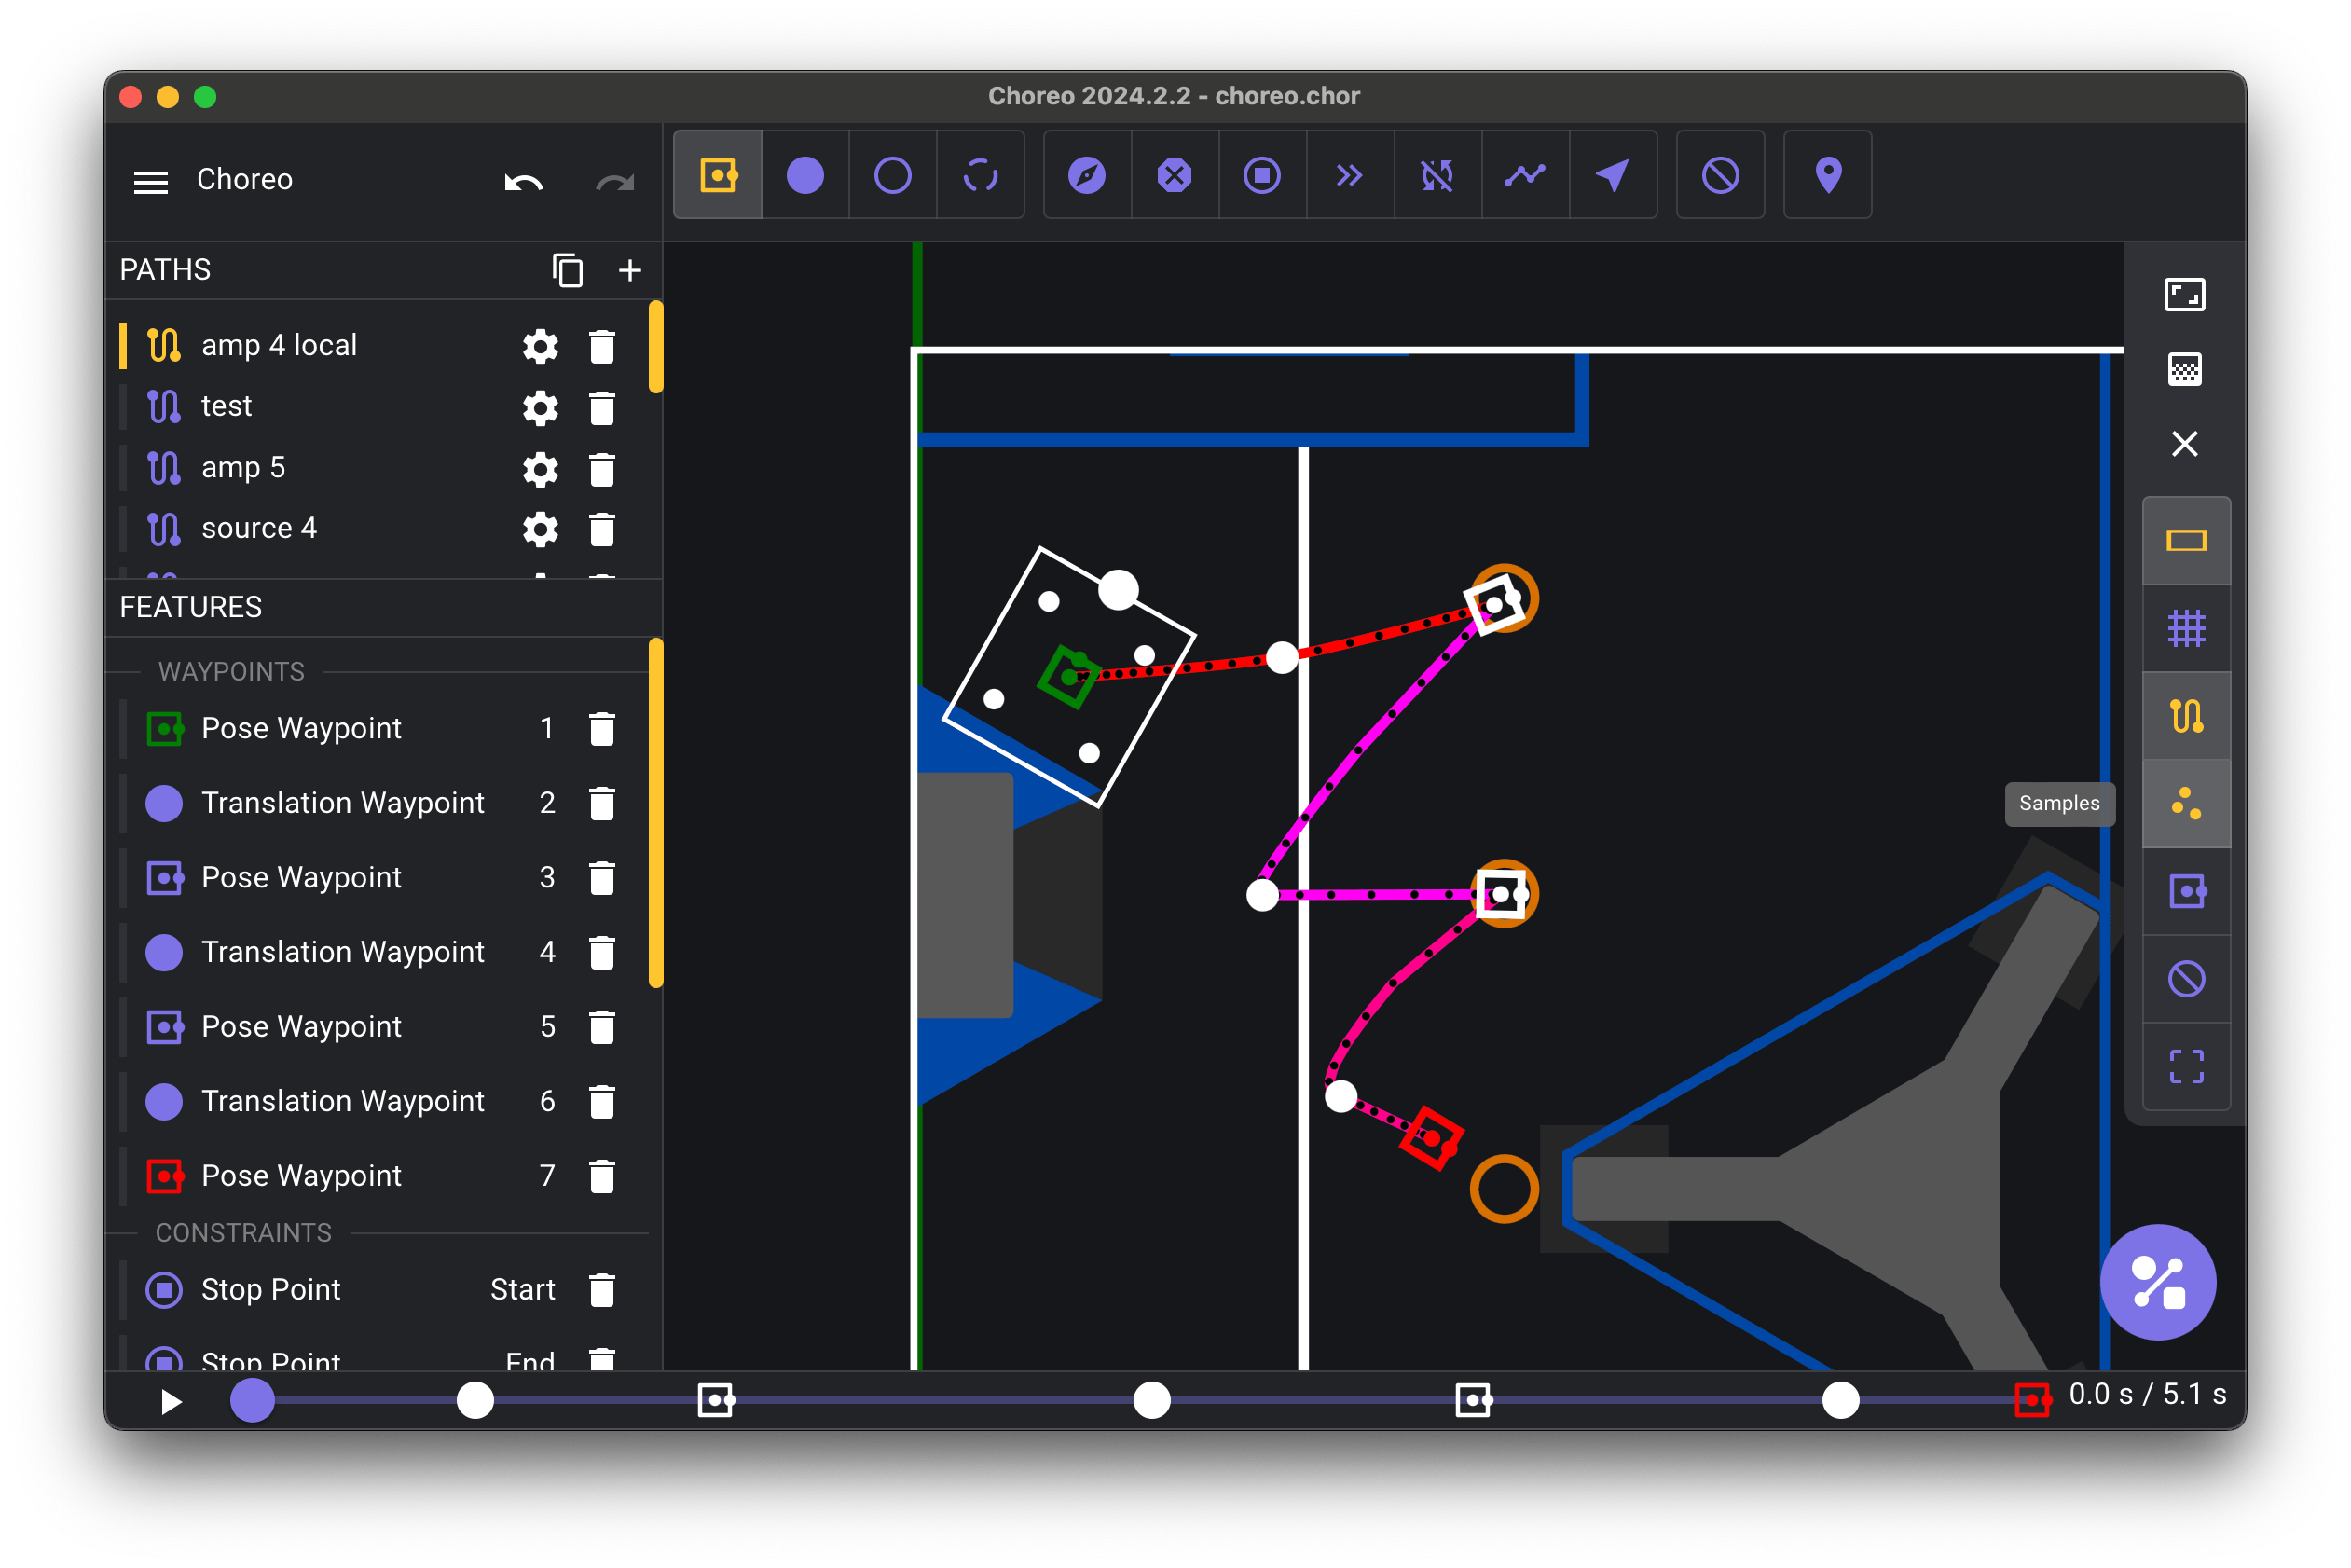 Choreo 2024.2.2 - choreo.chor
Choreo
PATHS
amp 4 local
test
amp 5
source 4
FEATURES
WAYPOINTS
Pose Waypoint 1
Translation Waypoint 2
Pose Waypoint 3
Translation Waypoint 4
Pose Waypoint 5
Translation Waypoint 6
Pose Waypoint 7
CONSTRAINTS
Stop Point Start
Stop Point End
Samples
0.0 s / 5.1 s